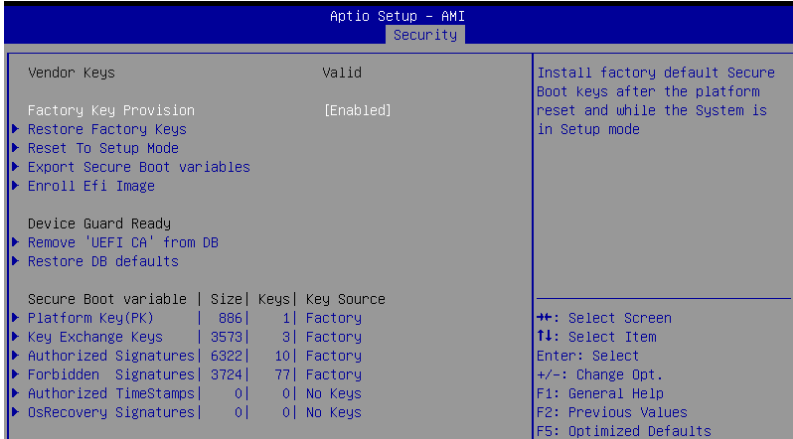 Aptio Setup – AMI
Security
Vendor Keys Valid
Factory Key Provision [Enabled]
Restore Factory Keys
Reset To Setup Mode
Export Secure Boot variables
Enroll Efi Image
Device Guard Ready
Remove 'UEFI CA' from DB
Restore DB defaults
Secure Boot variable | Size| Keys| Key Source
Platform Key(PK) | 886| 1| Factory
Key Exchange Keys | 3573| 3| Factory
Authorized Signatures| 6322| 10| Factory
Forbidden Signatures| 3724| 77| Factory
Authorized TimeStamps| 0| 0| No Keys
OsRecovery Signatures| 0| 0| No Keys
Install factory default Secure
Boot keys after the platform
reset and while the System is
in Setup mode
→←: Select Screen
↑↓: Select Item
Enter: Select
+/-: Change Opt.
F1: General Help
F2: Previous Values
F5: Optimized Defaults